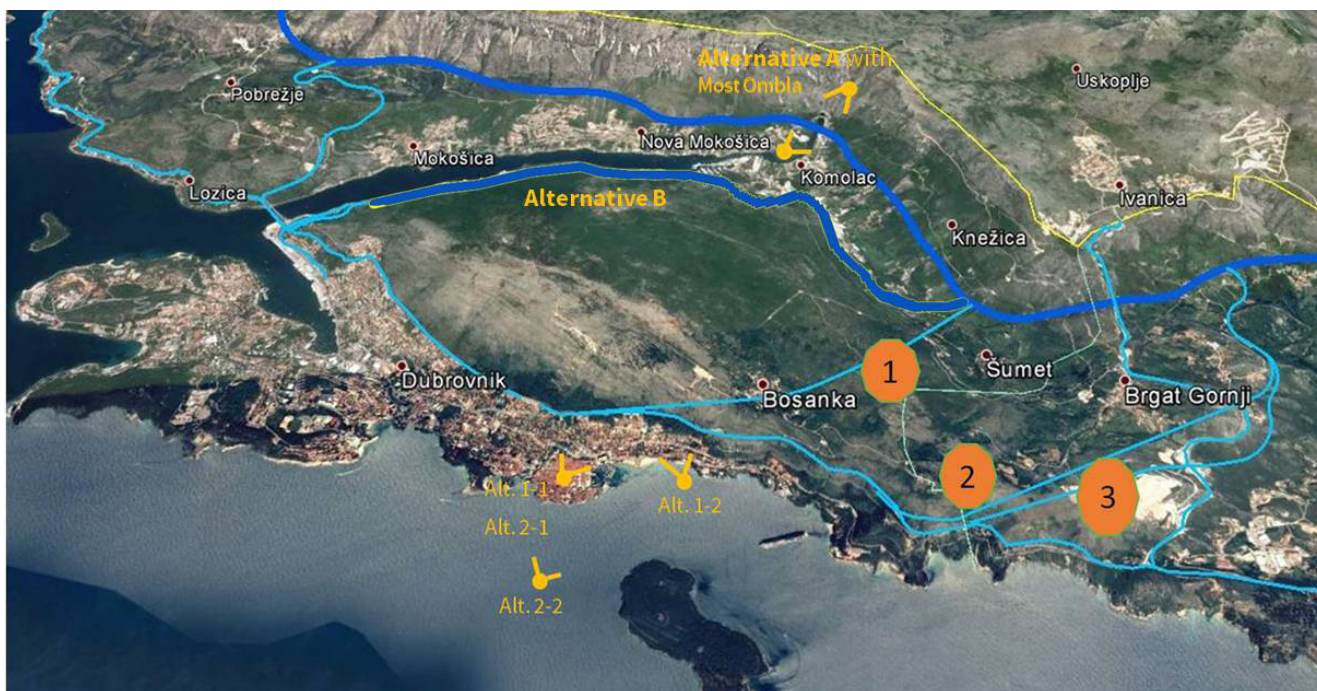 Alternative A with
Most Ombla
Uskoplje
Pobrežje
Nova Mokošica
Mokošica
Komolac
Lozica
Ivanica
Alternative B
Knežica
1
Šumet
Dubrovnik
Bosanka
Brgat Gornji
2
3
Alt. 1-1
Alt. 1-2
Alt. 2-1
Alt. 2-2